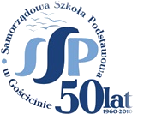 Samorządowa Szkoła Podstawowa
w Gościcinie
SSP
50 lat
1960-2010